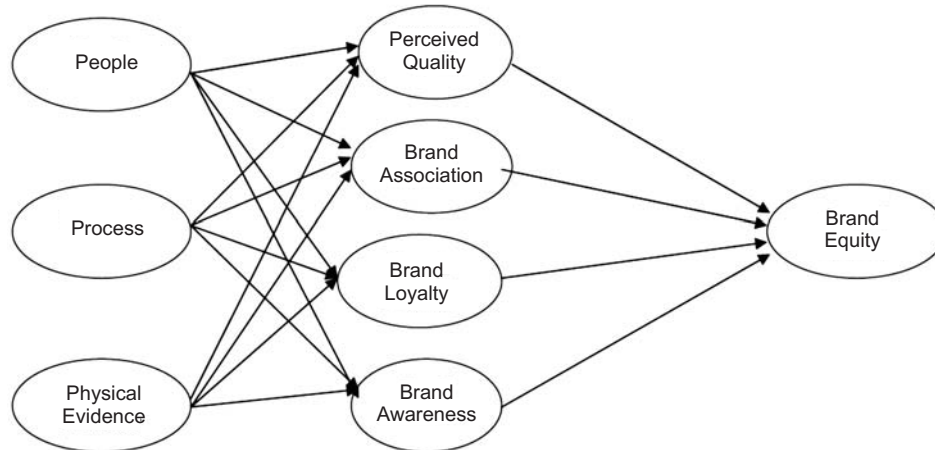 People
Process
Physical
Evidence
Perceived
Quality
Brand
Association
Brand
Loyalty
Brand
Awareness
Brand
Equity